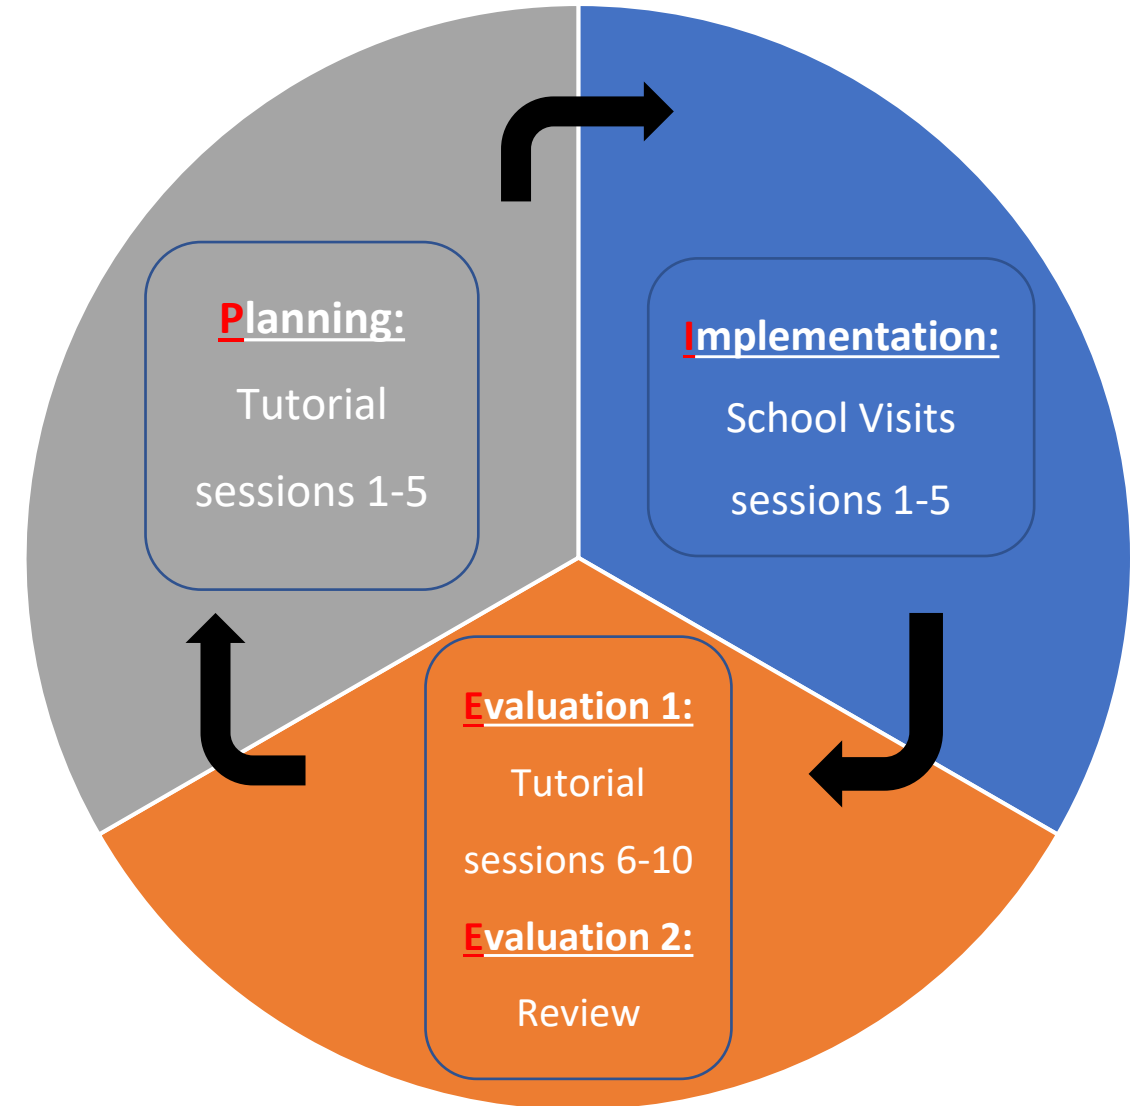 Planning:
Tutorial
sessions 1-5
Implementation:
School Visits
sessions 1-5
Evaluation 1:
Tutorial
sessions 6-10
Evaluation 2:
Review